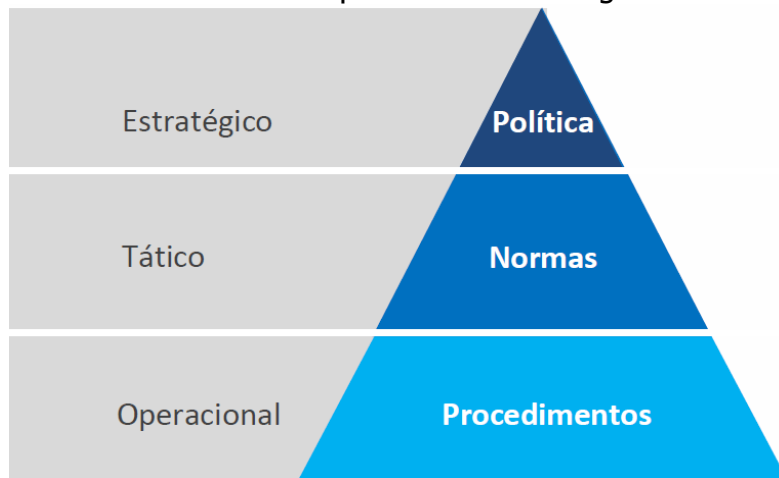 Estratégico
Política
Tático
Normas
Operacional
Procedimentos